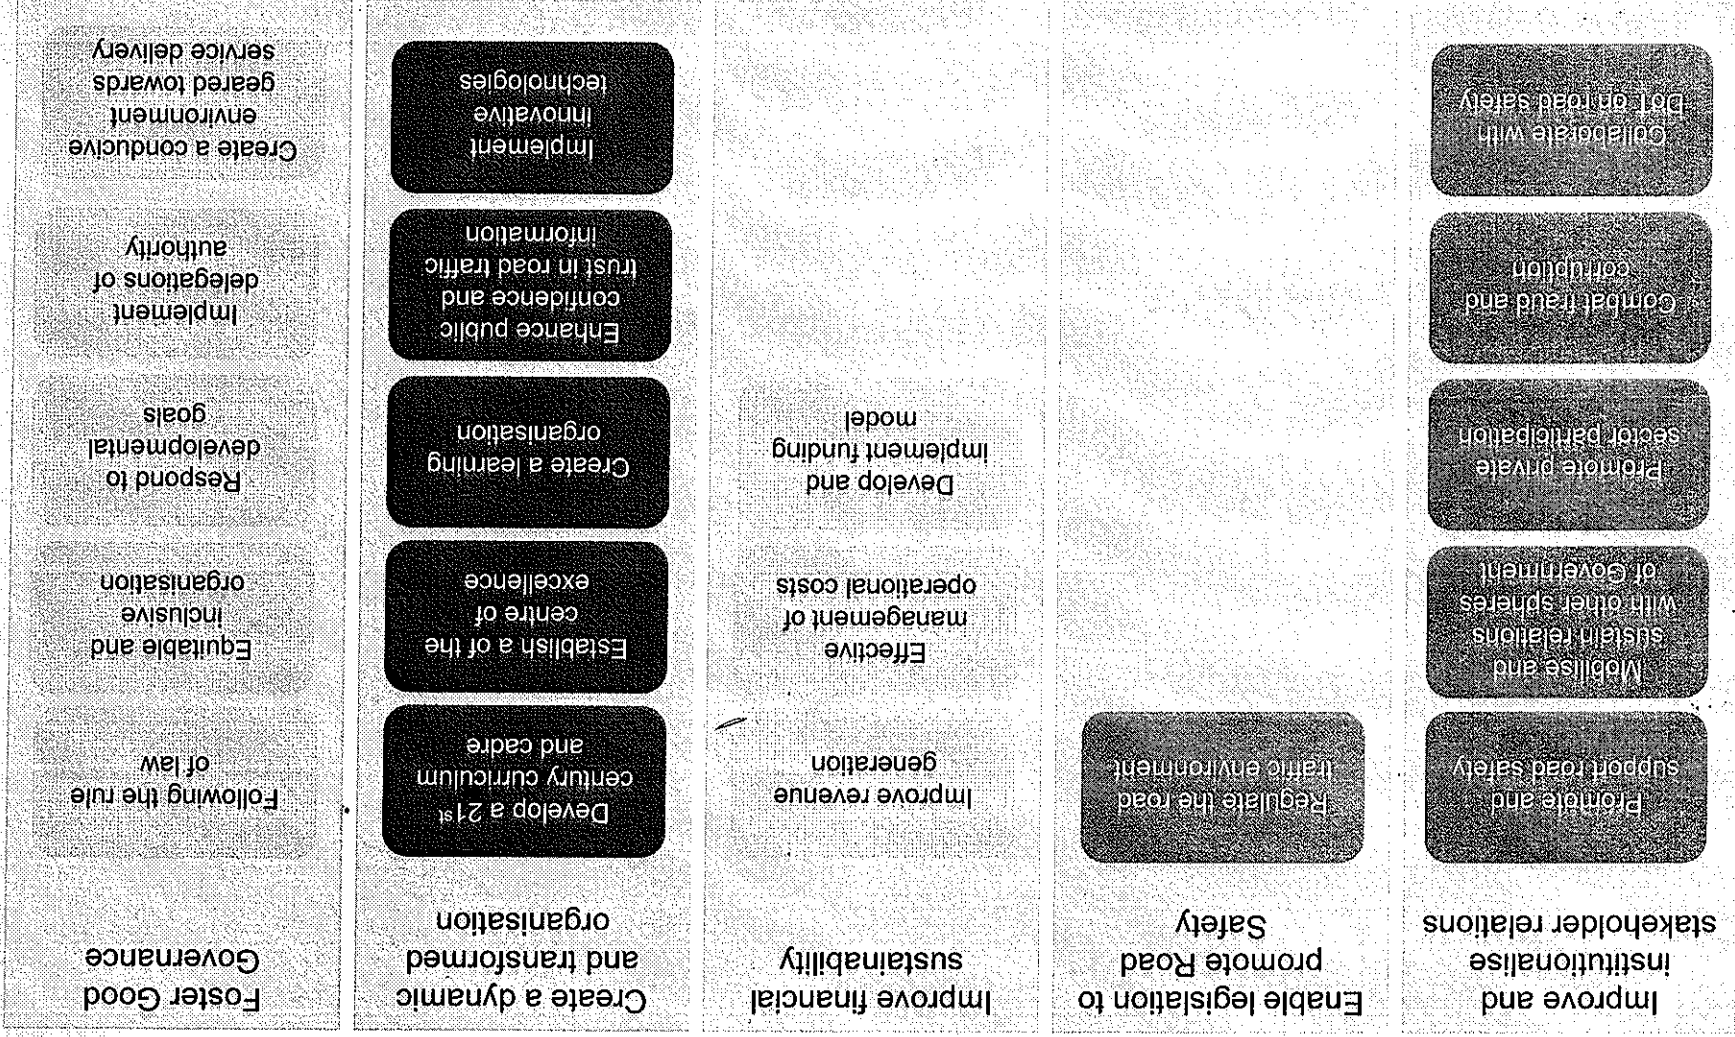 Improve and
institutionalise
stakeholder relations
Promote and
support road safety
Mobilise and
sustain relations
with other spheres
of Government
Promote private
sector participation
Combat fraud and
corruption
Collaborate with
DoT on road safety
Enable legislation to
promote Road
Safety
Regulate the road
traffic environment
Improve financial
sustainability
Improve revenue
generation
Effective
management of
operational costs
Develop and
implement funding
model
Create a dynamic
and transformed
organisation
Develop a 21st
century curriculum
and cadre
Establish a of the
centre of
excellence
Create a learning
organisation
Enhance public
confidence and
trust in road traffic
information
Implement
innovative
technologies
Foster Good
Governance
Following the rule
of law
Equitable and
inclusive
organisation
Respond to
developmental
goals
Implement
delegations of
authority
Create a conducive
environment
geared towards
service delivery